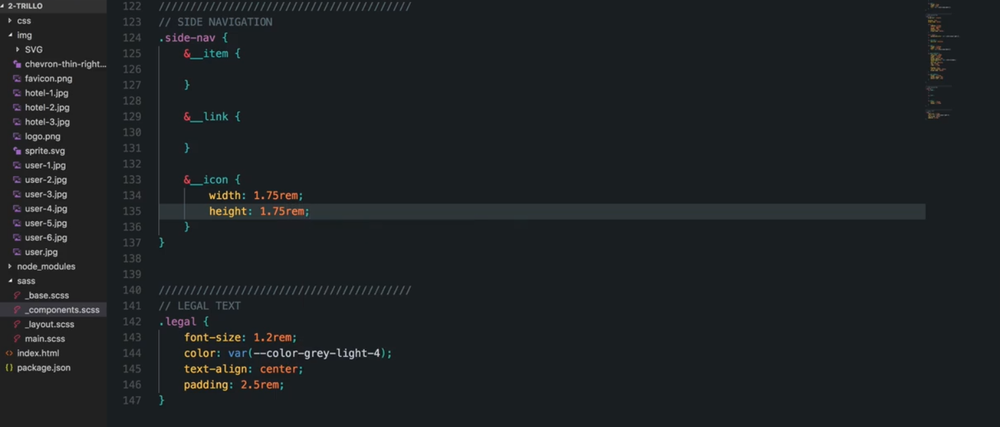 2-TRILLO
css
img
SVG
chevron-thin-right...
favicon.png
hotel-1.jpg
hotel-2.jpg
hotel-3.jpg
logo.png
sprite.svg
user-1.jpg
user-2.jpg
user-3.jpg
user-4.jpg
user-5.jpg
user-6.jpg
user.jpg
node_modules
sass
_base.scss
_components.scss
_layout.scss
main.scss
<> index.html
{} package.json
122 ////////////////////////////////////////
123 // SIDE NAVIGATION
124 .side-nav {
125 &__item {
126
127 }
128
129 &__link {
130
131 }
132
133 &__icon {
134 width: 1.75rem;
135 height: 1.75rem;
136 }
137 }
138
139
140 ////////////////////////////////////////
141 // LEGAL TEXT
142 .legal {
143 font-size: 1.2rem;
144 color: var(--color-grey-light-4);
145 text-align: center;
146 padding: 2.5rem;
147 }